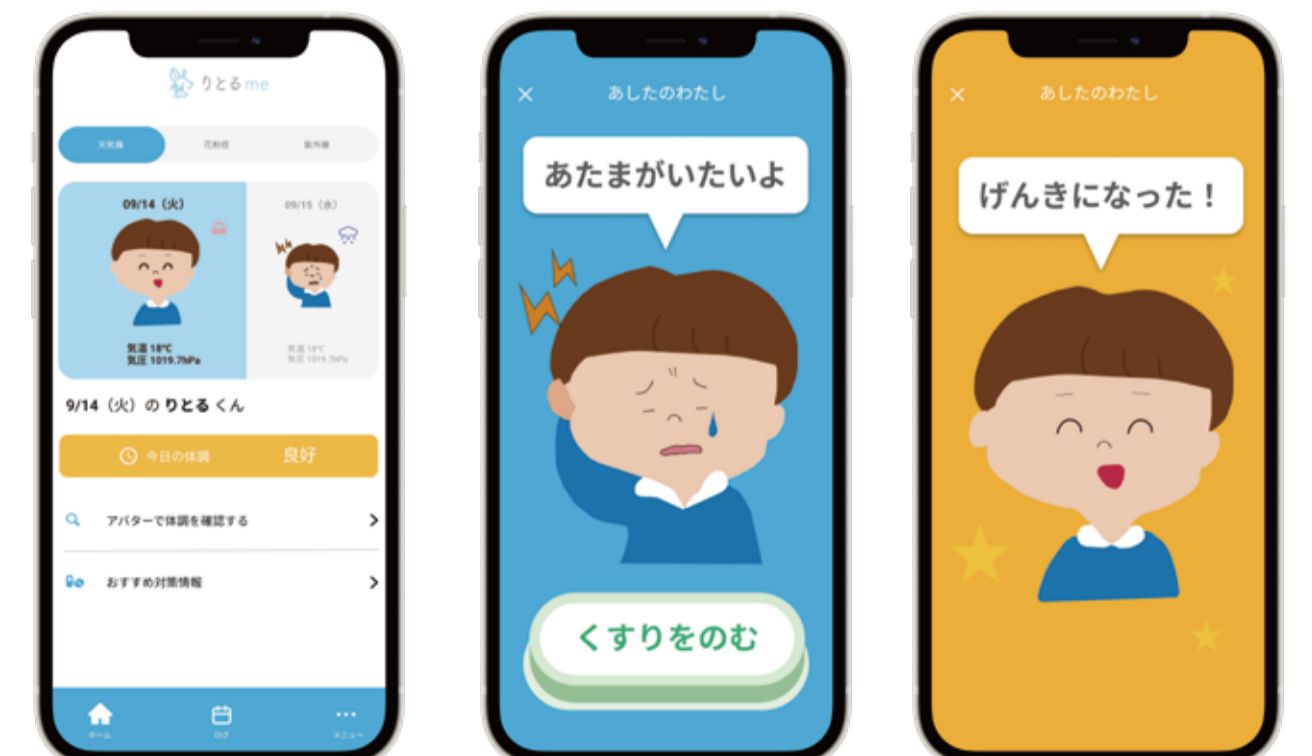 りとるme
天気痛
花粉症
紫外線
09/14（火）
09/15（水）
気温 18℃
気圧 1019.7hPa
気温 18℃
気圧 1019.7hPa
9/14（火）の りとる くん
今日の体調
良好
アバターで体調を確認する
おすすめ対策情報
ホーム
ログ
メニュー
あしたのわたし
あたまがいたいよ
くすりをのむ
あしたのわたし
げんきになった！